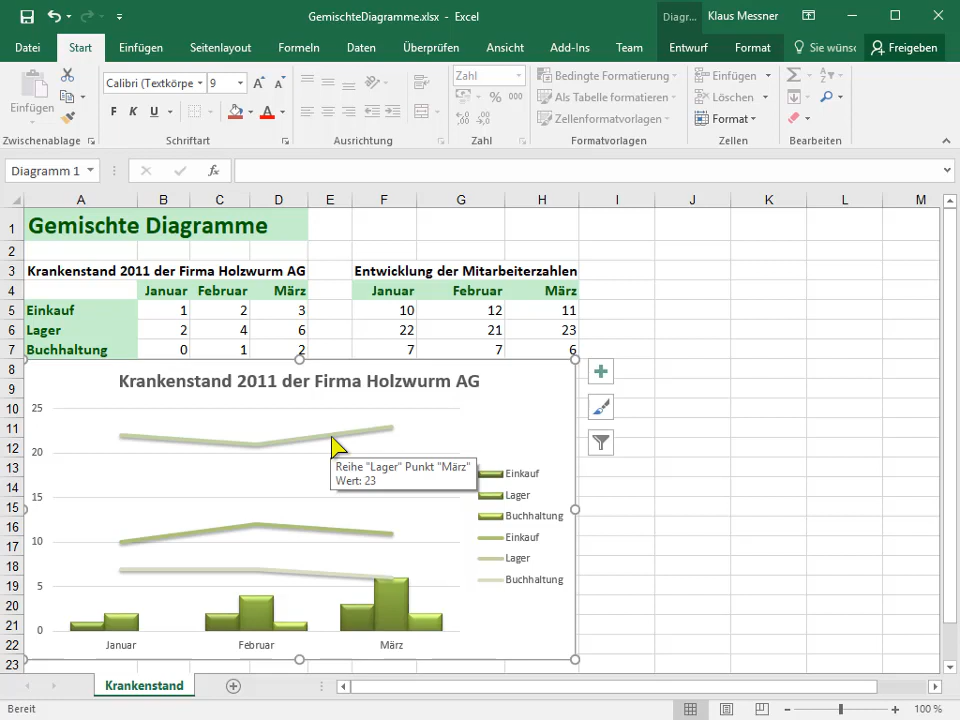 GemischteDiagramme.xlsx - Excel
Diagr...
Klaus Messner
Datei Start Einfügen Seitenlayout Formeln Daten Überprüfen Ansicht Add-Ins Team Entwurf Format Sie wüns Freigeben
Einfügen
Calibri (Textkörpe 9
F K U
Zahl
% 000
Bedingte Formatierung
Als Tabelle formatieren
Zellenformatvorlagen
Einfügen
Löschen
Format
Zwischenablage Schriftart Ausrichtung Zahl Formatvorlagen Zellen Bearbeiten
Diagramm 1 fx
A B C D E F G H I J K L M
1 Gemischte Diagramme
2
3 Krankenstand 2011 der Firma Holzwurm AG Entwicklung der Mitarbeiterzahlen
4 Januar Februar März Januar Februar März
5 Einkauf 1 2 3 10 12 11
6 Lager 2 4 6 22 21 23
7 Buchhaltung 0 1 2 7 7 6
8
9
10
11
12
13
14
15
16
17
18
19
20
21
22
23
Krankenstand 2011 der Firma Holzwurm AG
25
20
15
10
5
0
Januar Februar März
Reihe "Lager" Punkt "März"
Wert: 23
Einkauf
Lager
Buchhaltung
Einkauf
Lager
Buchhaltung
Krankenstand
Bereit 100 %